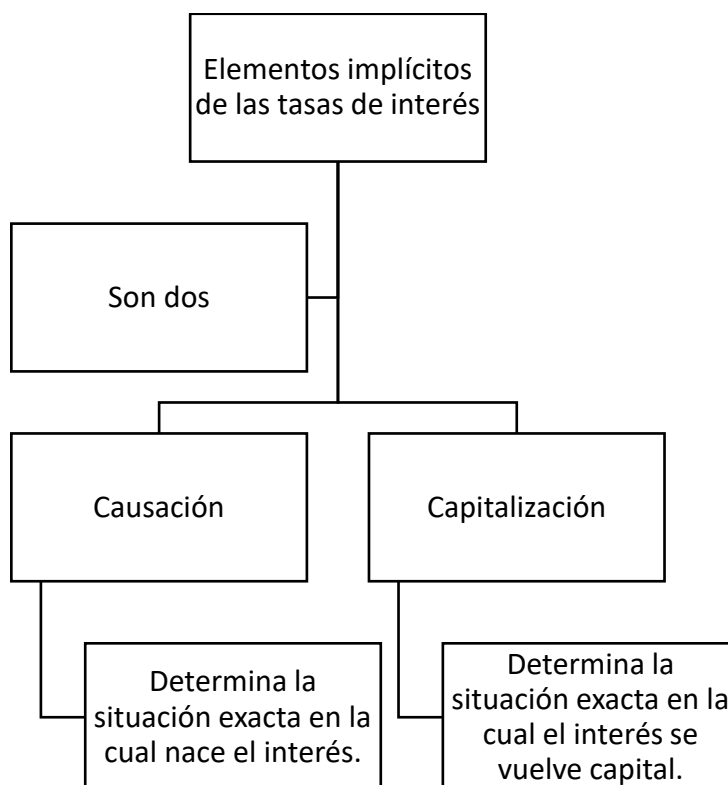 Elementos implícitos
de las tasas de interés
Son dos
Causación
Capitalización
Determina la
situación exacta en la
cual nace el interés.
Determina la
situación exacta en la
cual el interés se
vuelve capital.